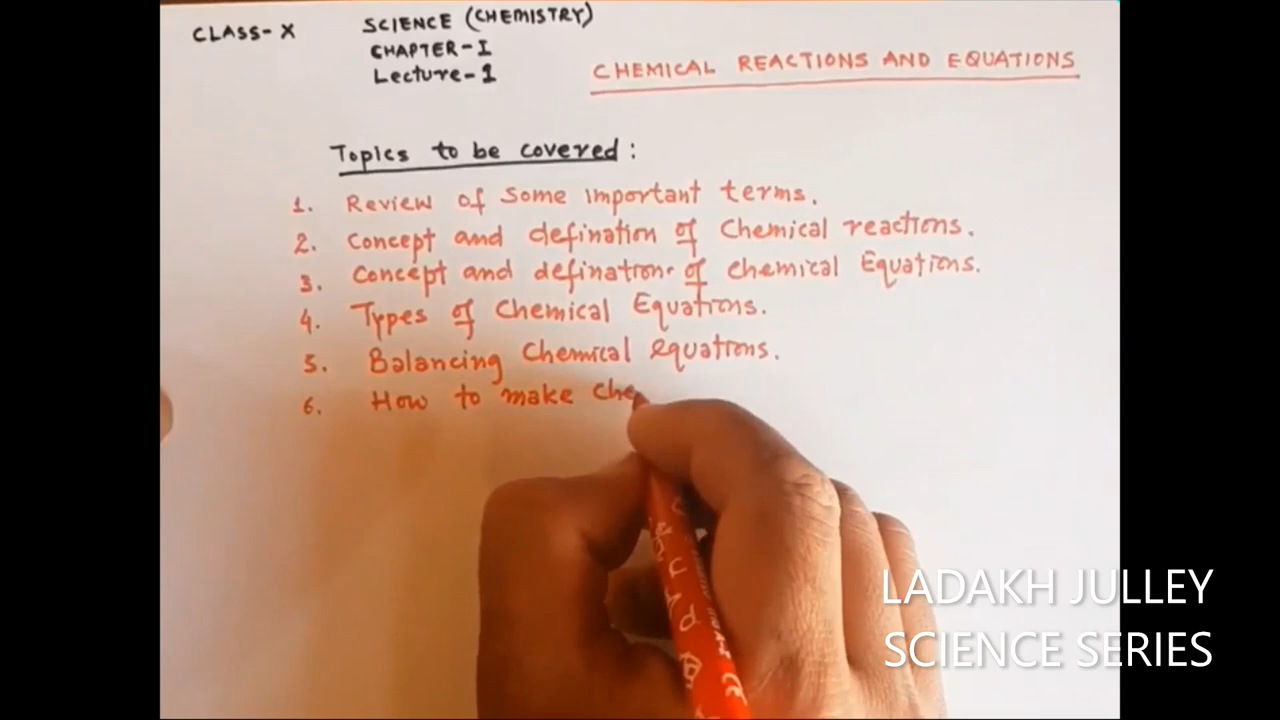 CLASS-X
SCIENCE (CHEMISTRY)
CHAPTER-I
Lecture-1
CHEMICAL REACTIONS AND EQUATIONS
Topics to be covered:
1. Review of Some important terms.
2. Concept and defination of Chemical reactions.
3. Concept and defination of chemical Equations.
4. Types of Chemical Equations.
5. Balancing Chemical equations.
6. How to make Che
LADAKH JULLEY
SCIENCE SERIES